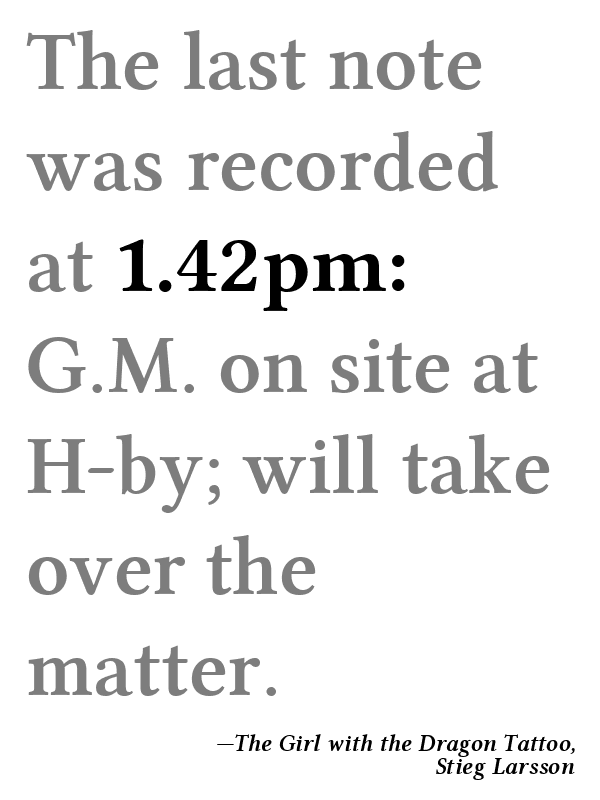 The last note
was recorded
at 1.42pm:
G.M. on site at
H-by; will take
over the
matter.
—The Girl with the Dragon Tattoo,
Stieg Larsson